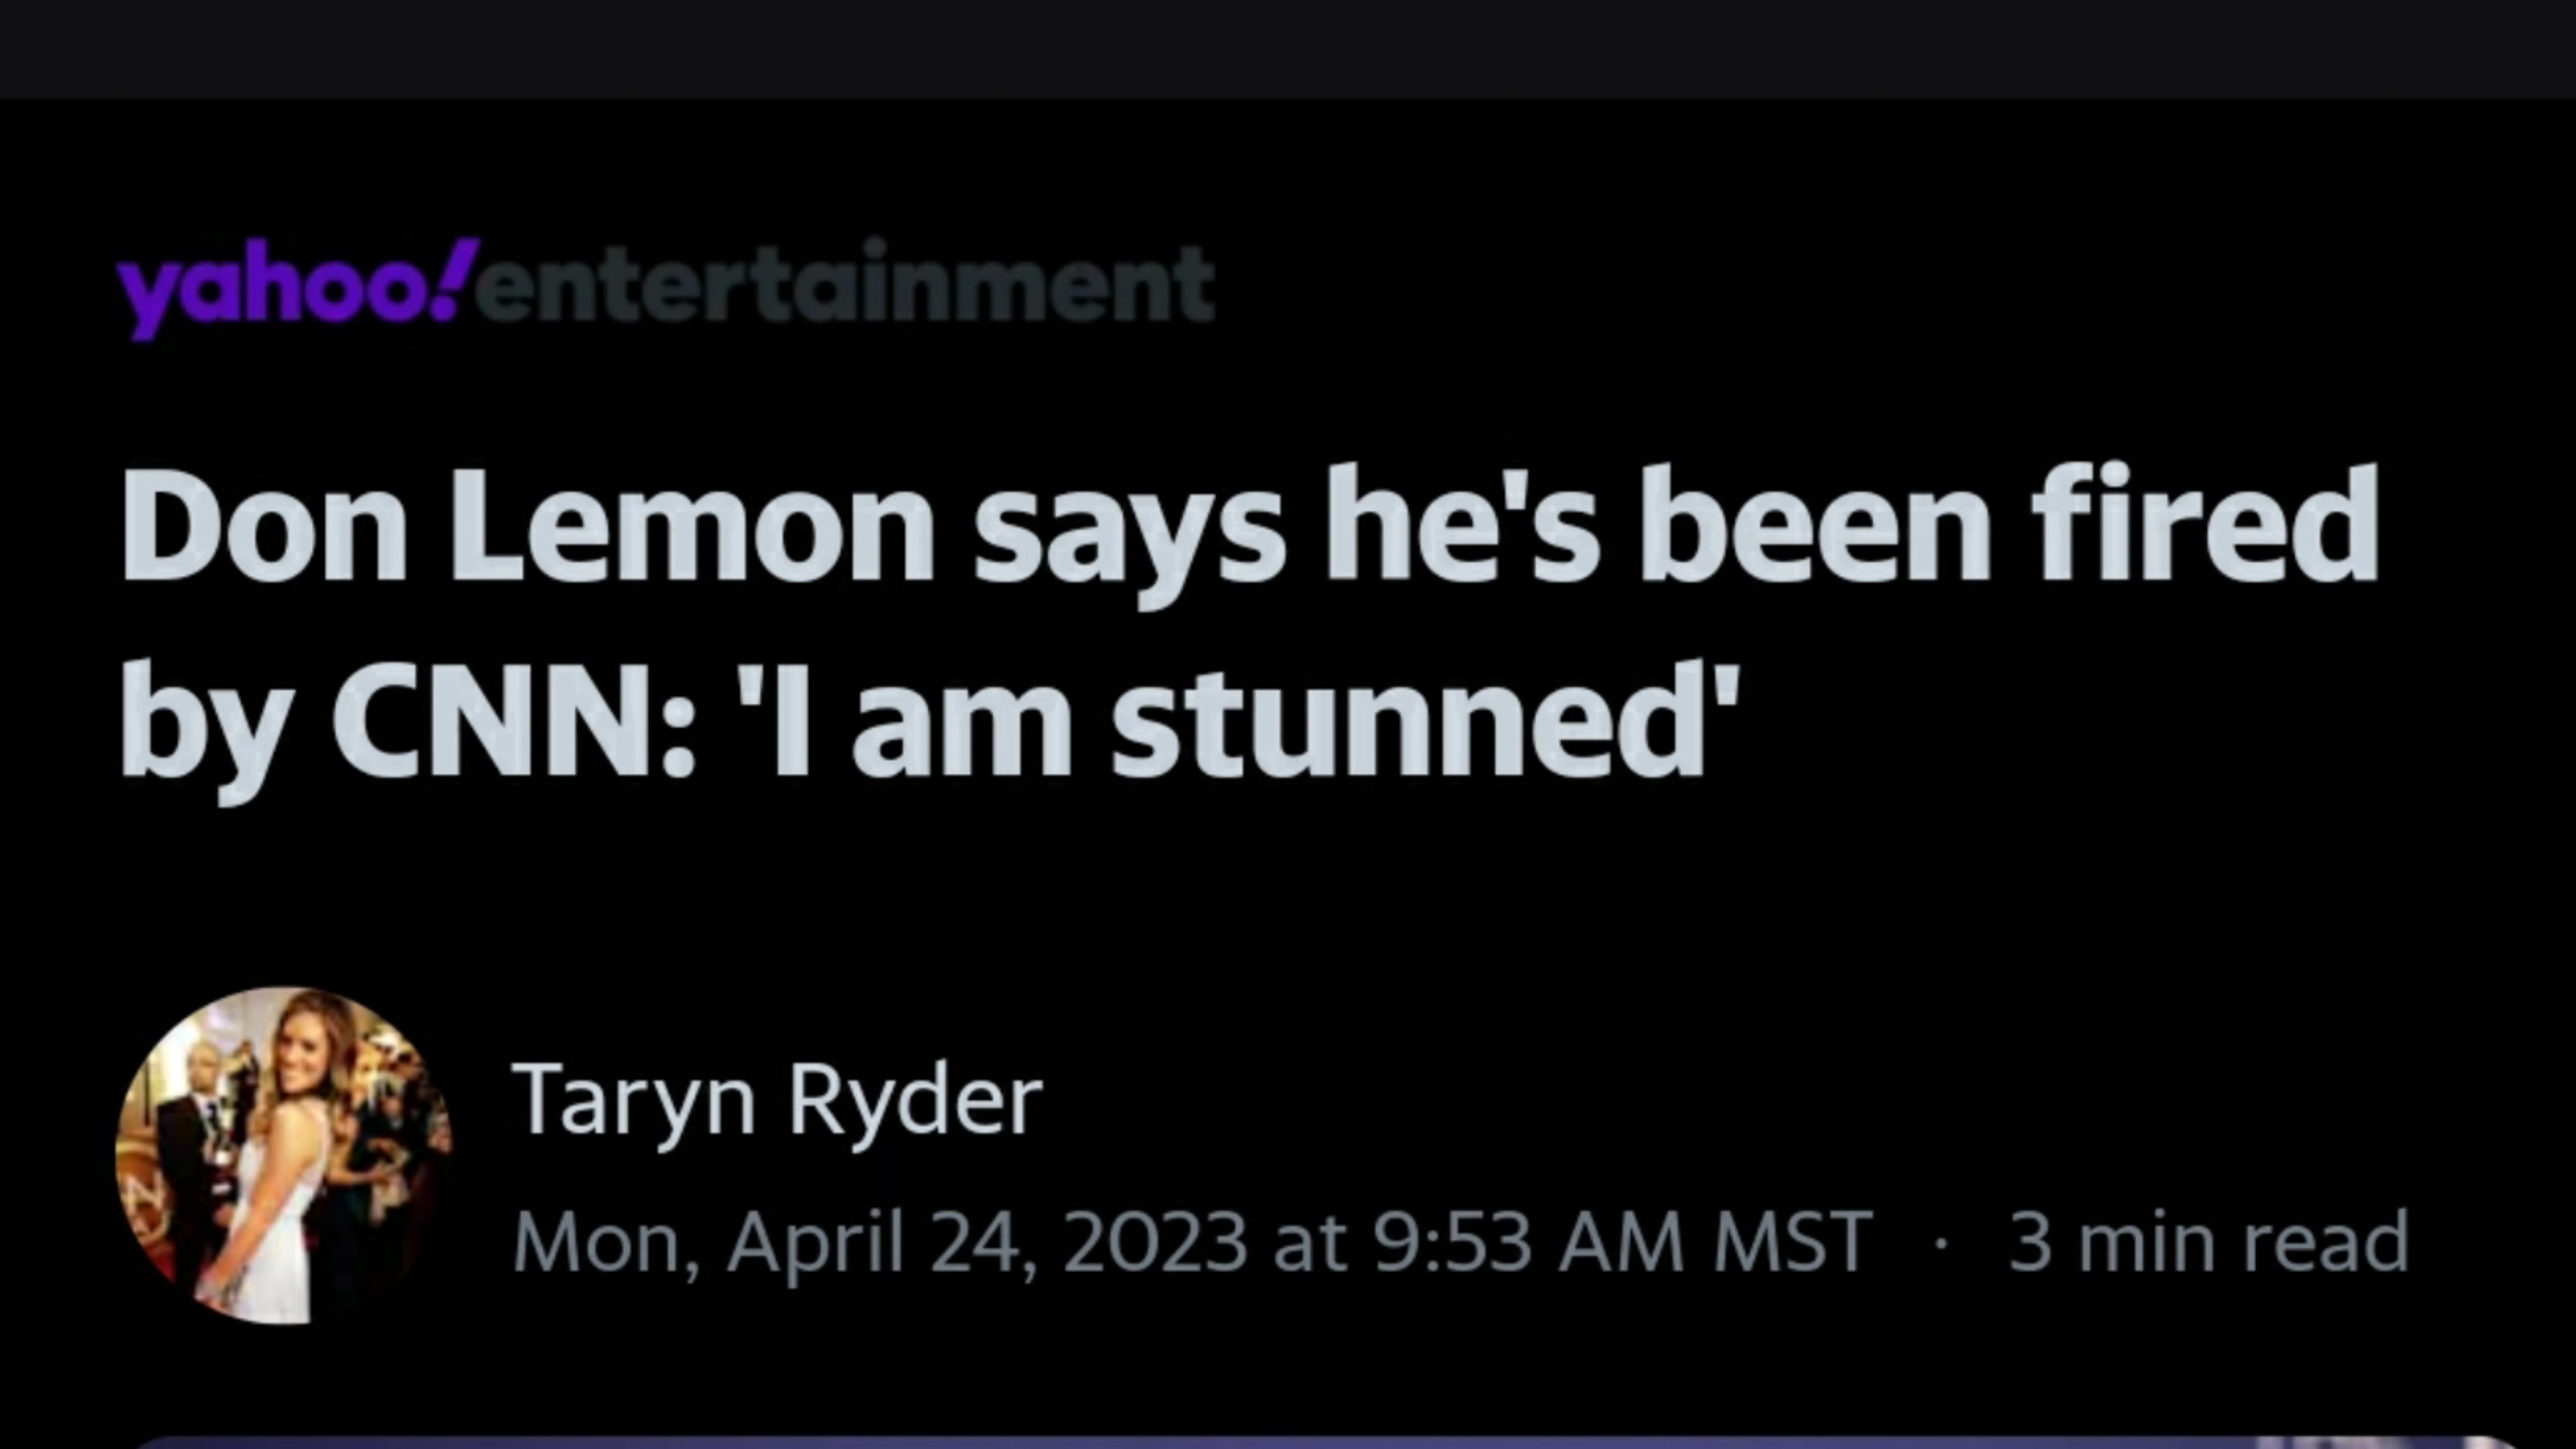 yahoo!entertainment
Don Lemon says he's been fired
by CNN: 'I am stunned'
Taryn Ryder
Mon, April 24, 2023 at 9:53 AM MST · 3 min read